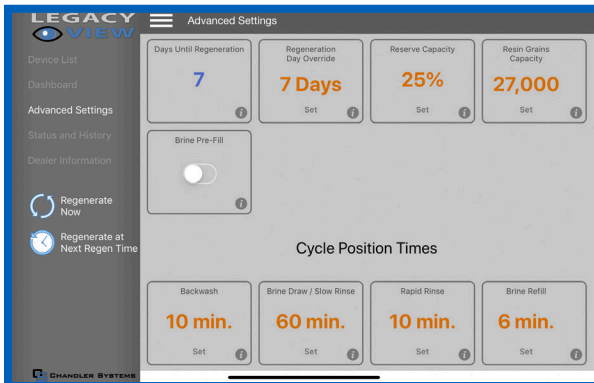 LEGACY
VIEW
Advanced Settings
Device List
Dashboard
Advanced Settings
Status and History
Dealer Information
Regenerate
Now
Regenerate at
Next Regen Time
CHANDLER SYSTEMS
Days Until Regeneration
7
i
Regeneration
Day Override
7 Days
Set
i
Reserve Capacity
25%
Set
i
Resin Grains
Capacity
27,000
Set
i
Brine Pre-Fill
i
Cycle Position Times
Backwash
10 min.
Set
i
Brine Draw / Slow Rinse
60 min.
Set
i
Rapid Rinse
10 min.
Set
i
Brine Refill
6 min.
Set
i